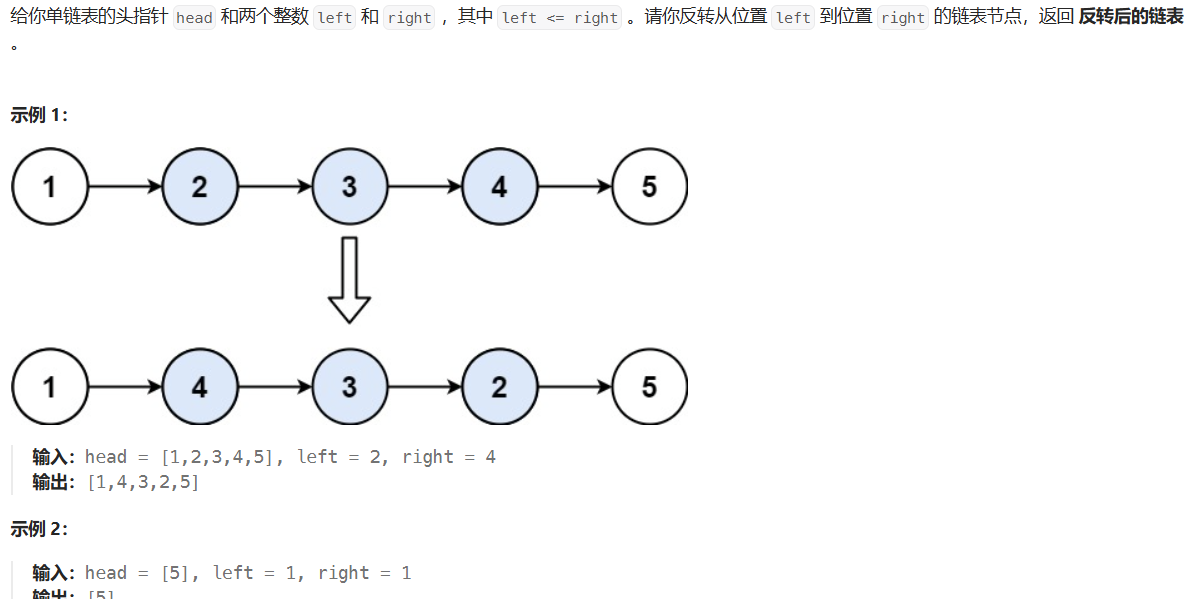 给你单链表的头指针 head 和两个整数 left 和 right ，其中 left <= right 。请你反转从位置 left 到位置 right 的链表节点，返回 反转后的链表
。
示例 1：
1 2 3 4 5
1 4 3 2 5
输入：head = [1,2,3,4,5], left = 2, right = 4
输出：[1,4,3,2,5]
示例 2：
输入：head = [5], left = 1, right = 1
输出：[5]